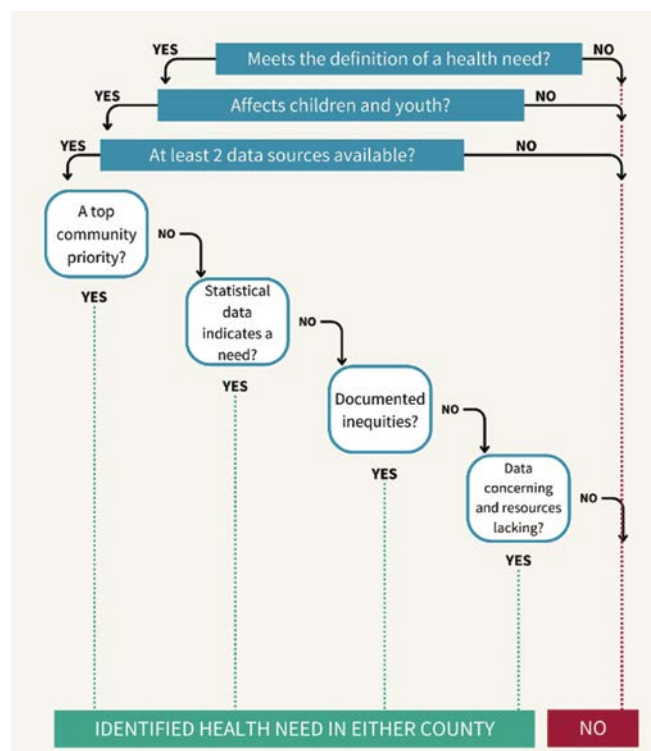 YES
Meets the definition of a health need?
NO
YES
Affects children and youth?
NO
YES
At least 2 data sources available?
NO
A top
community
priority?
NO
YES
Statistical
data
indicates a
need?
NO
YES
Documented
inequities?
NO
YES
Data
concerning
and resources
lacking?
NO
YES
IDENTIFIED HEALTH NEED IN EITHER COUNTY
NO